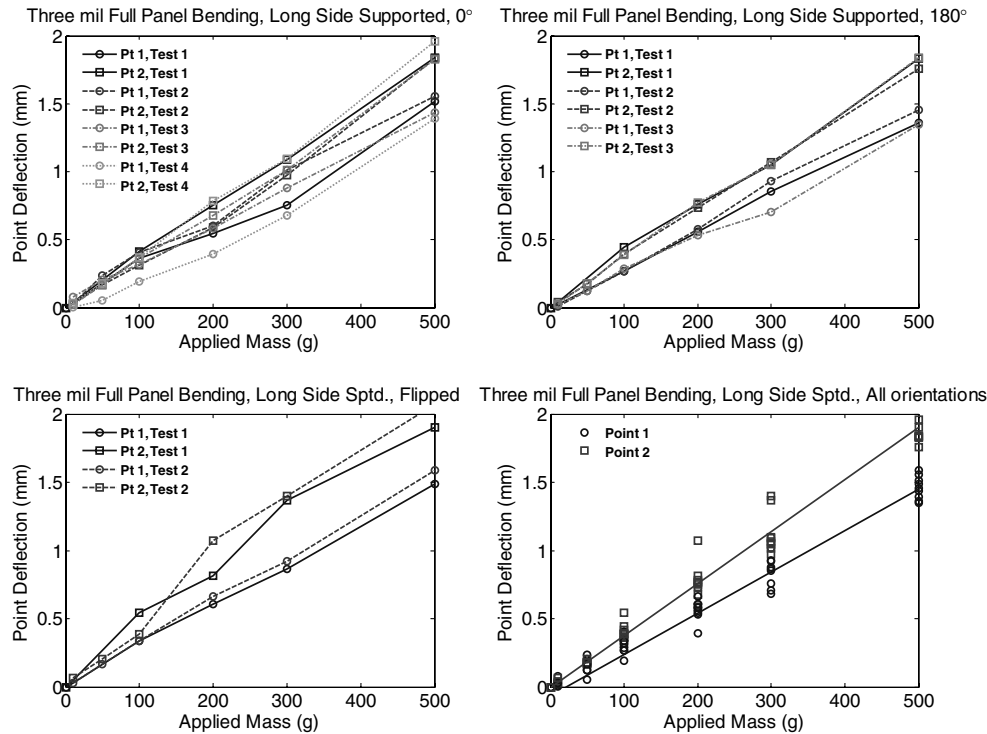 Three mil Full Panel Bending, Long Side Supported, 0°
2
1.5
1
0.5
0
Point Deflection (mm)
Pt 1,Test 1
Pt 2,Test 1
Pt 1,Test 2
Pt 2,Test 2
Pt 1,Test 3
Pt 2,Test 3
Pt 1,Test 4
Pt 2,Test 4
0 100 200 300 400 500
Applied Mass (g)
Three mil Full Panel Bending, Long Side Supported, 180°
2
1.5
1
0.5
0
Point Deflection (mm)
Pt 1,Test 1
Pt 2,Test 1
Pt 1,Test 2
Pt 2,Test 2
Pt 1,Test 3
Pt 2,Test 3
0 100 200 300 400 500
Applied Mass (g)
Three mil Full Panel Bending, Long Side Sptd., Flipped
2
1.5
1
0.5
0
Point Deflection (mm)
Pt 1,Test 1
Pt 2,Test 1
Pt 1,Test 2
Pt 2,Test 2
0 100 200 300 400 500
Applied Mass (g)
Three mil Full Panel Bending, Long Side Sptd., All orientations
2
1.5
1
0.5
0
Point Deflection (mm)
Point 1
Point 2
0 100 200 300 400 500
Applied Mass (g)